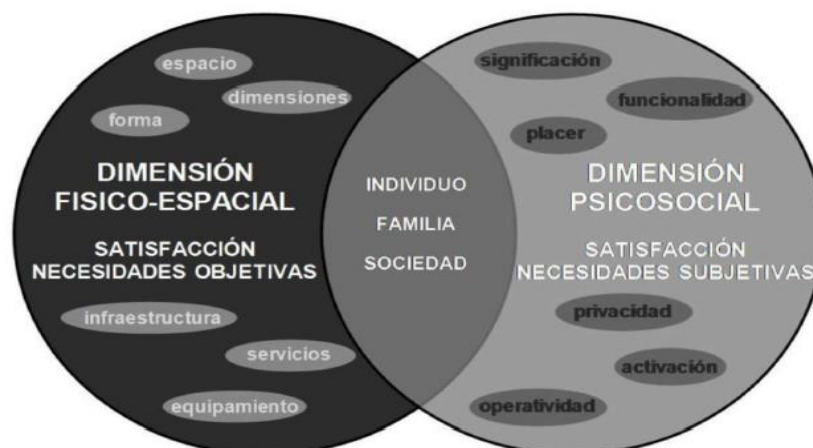 espacio
dimensiones
forma
DIMENSIÓN
FISICO-ESPACIAL
SATISFACCIÓN
NECESIDADES OBJETIVAS
infraestructura
servicios
equipamiento
INDIVIDUO
FAMILIA
SOCIEDAD
significación
funcionalidad
placer
DIMENSIÓN
PSICOSOCIAL
SATISFACCIÓN
NECESIDADES SUBJETIVAS
privacidad
activación
operatividad